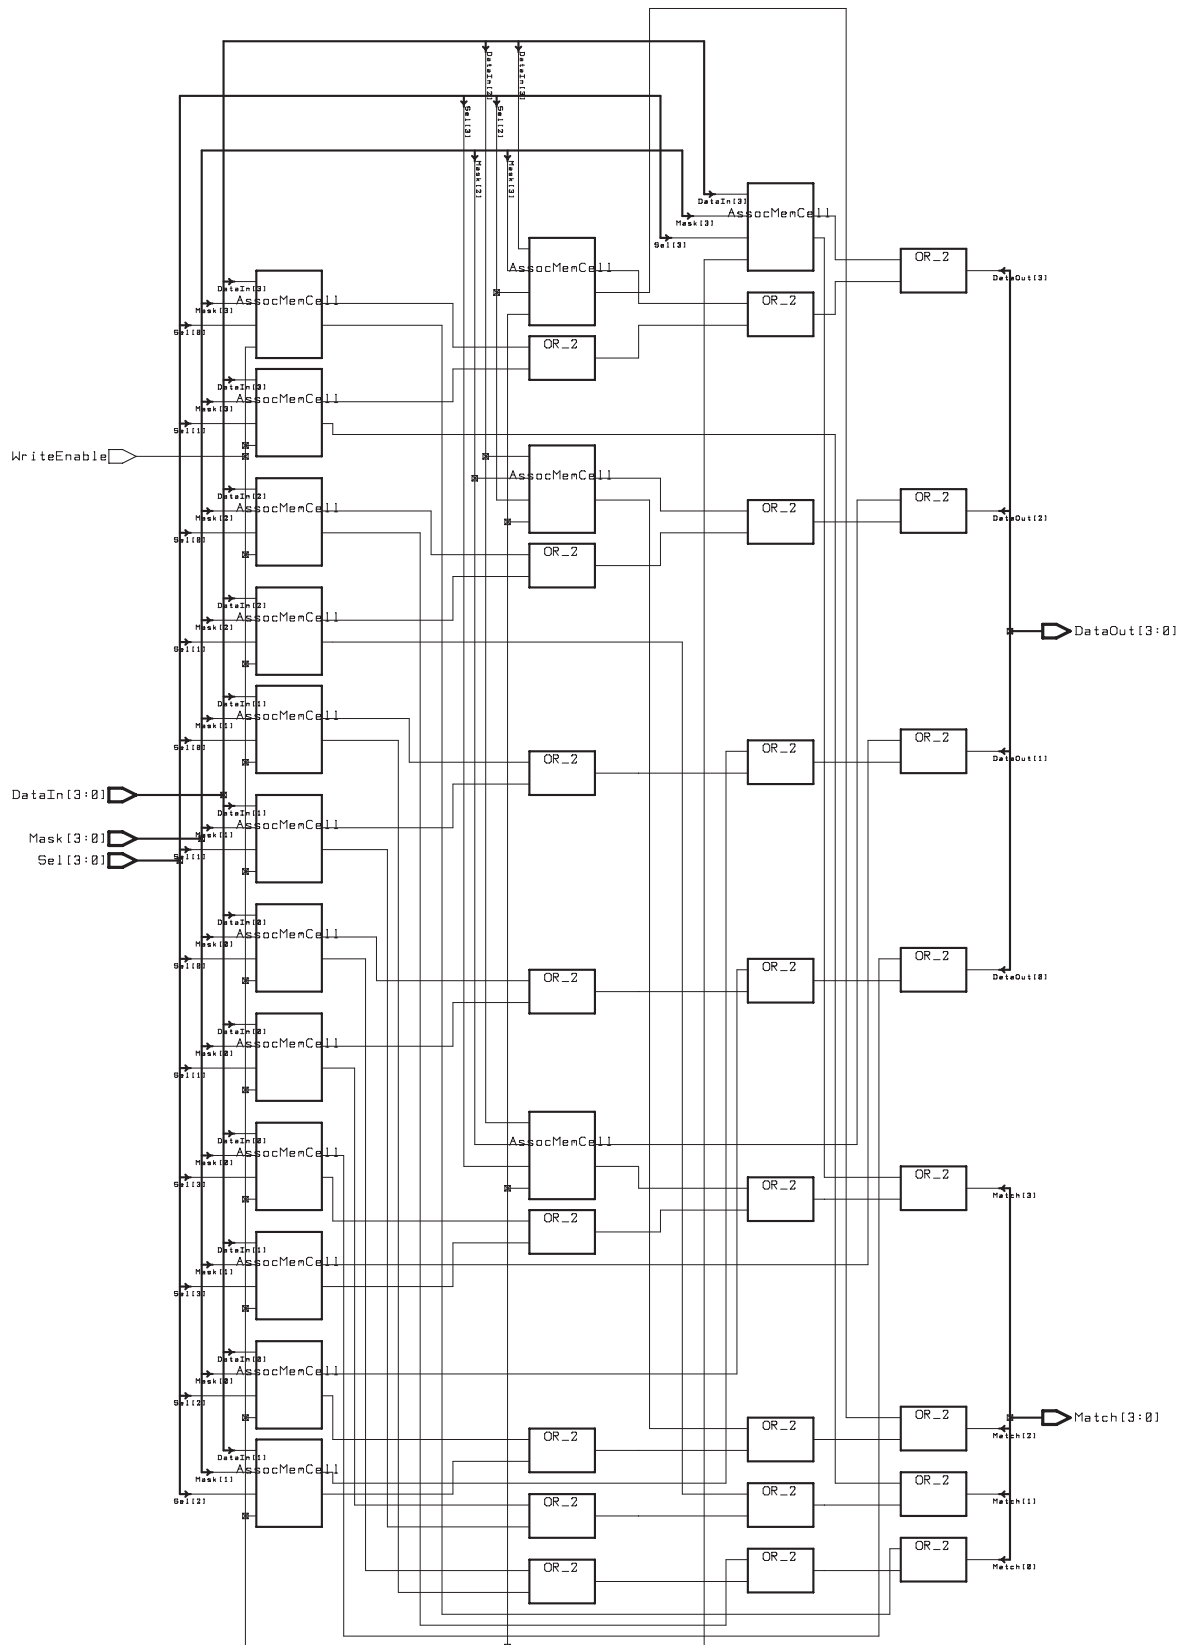 DataIn[2]
DataIn[3]
Sel[3]
Sel[2]
Mask[2]
Mask[3]
DataIn[3]
AssocMemCell
Mask[3]
Sel[3]
OR_2
DataOut[3]
AssocMemCell
OR_2
DataIn[3]
AssocMemCell
Mask[3]
Sel[0]
OR_2
DataIn[3]
AssocMemCell
Mask[3]
Sel[1]
WriteEnable
AssocMemCell
DataIn[2]
AssocMemCell
Mask[2]
Sel[0]
OR_2
OR_2
OR_2
DataOut[2]
DataIn[2]
AssocMemCell
Mask[2]
Sel[1]
DataOut[3:0]
DataIn[1]
AssocMemCell
Mask[1]
Sel[0]
OR_2
OR_2
OR_2
DataOut[1]
DataIn[3:0]
Mask[3:0]
Sel[3:0]
DataIn[1]
AssocMemCell
Mask[1]
Sel[1]
DataIn[0]
AssocMemCell
Mask[0]
Sel[0]
OR_2
OR_2
OR_2
DataOut[0]
DataIn[0]
AssocMemCell
Mask[0]
Sel[1]
DataIn[0]
AssocMemCell
Mask[0]
Sel[3]
AssocMemCell
OR_2
OR_2
OR_2
Match[3]
DataIn[1]
AssocMemCell
Mask[1]
Sel[3]
DataIn[0]
AssocMemCell
Mask[0]
Sel[2]
OR_2
OR_2
OR_2
Match[2]
Match[3:0]
DataIn[1]
AssocMemCell
Mask[1]
Sel[2]
OR_2
OR_2
OR_2
Match[1]
OR_2
OR_2
OR_2
Match[0]